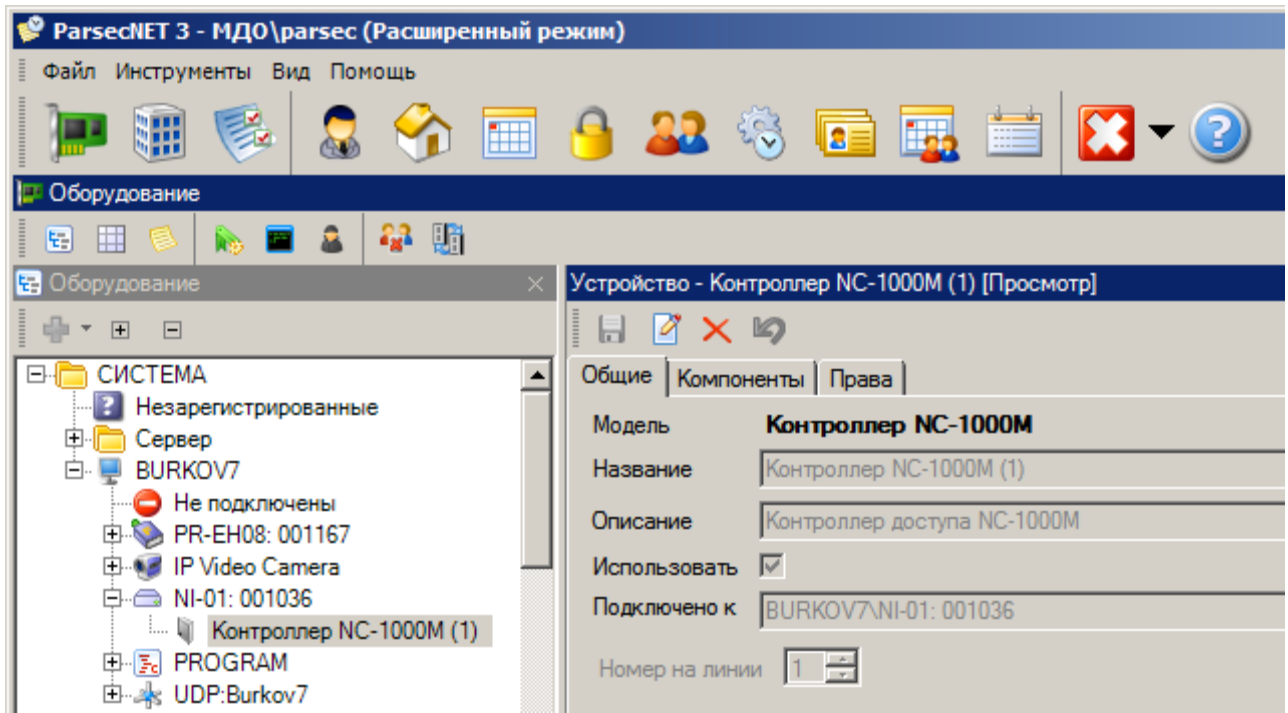 ParsecNET 3 - МДО\parsec (Расширенный режим)
Файл Инструменты Вид Помощь
Оборудование
Оборудование
СИСТЕМА
Незарегистрированные
Сервер
BURKOV7
Не подключены
PR-EH08: 001167
IP Video Camera
NI-01: 001036
Контроллер NC-1000M (1)
PROGRAM
UDP:Burkov7
Устройство - Контроллер NC-1000M (1) [Просмотр]
Общие Компоненты Права
Модель Контроллер NC-1000M
Название Контроллер NC-1000M (1)
Описание Контроллер доступа NC-1000M
Использовать
Подключено к BURKOV7\NI-01: 001036
Номер на линии 1